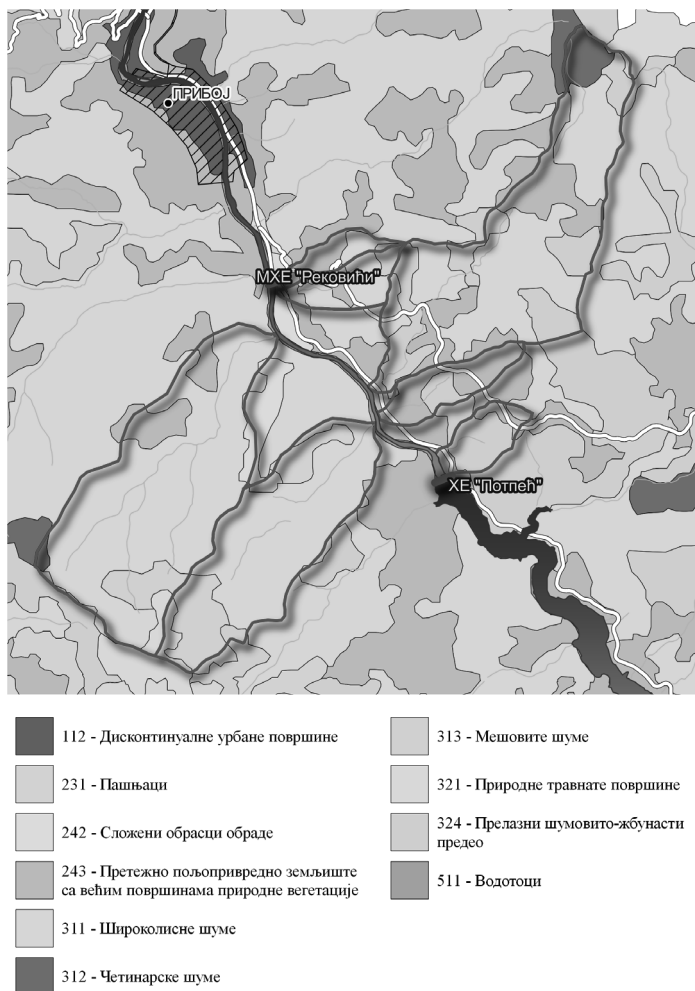 ПРИБОЈ
МХЕ "Рековићи"
ХЕ "Потпећ"
112 - Дисконтинуалне урбане површине
231 - Пашњаци
242 - Сложени обрасци обраде
243 - Претежно пољопривредно земљиште
са већим површинама природне вегетације
311 - Широколисне шуме
312 - Четинарске шуме
313 - Мешовите шуме
321 - Природне травнате површине
324 - Прелазни шумовито-жбунасти
предео
511 - Водотоци